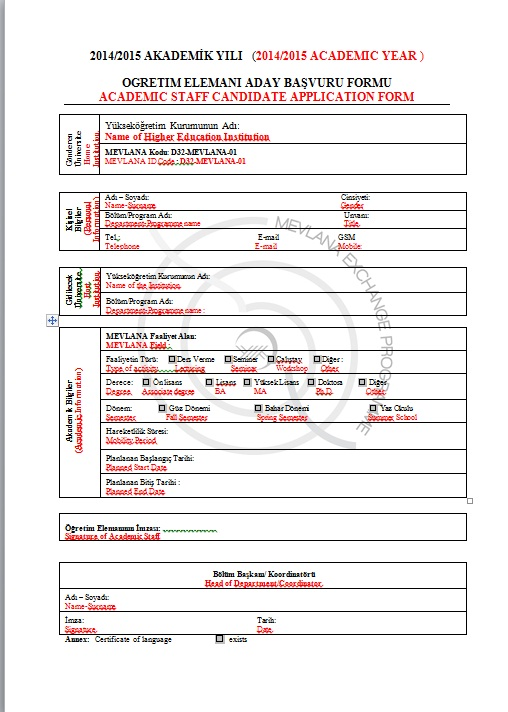 2014/2015 AKADEMİK YILI (2014/2015 ACADEMIC YEAR )
OGRETIM ELEMANI ADAY BAŞVURU FORMU
ACADEMIC STAFF CANDIDATE APPLICATION FORM
Gönderen Üniversite
Home Institution
Yükseköğretim Kurumunun Adı:
Name of Higher Education Institution
MEVLANA Kodu: D32-MEVLANA-01
MEVLANA ID Code : D32-MEVLANA-01
Kişisel Bilgiler
(Personal Information)
Adı – Soyadı: Cinsiyeti:
Name-Surname Gender
Bölüm/Program Adı: Unvanı:
Department-Programme name Title
Tel.: E-mail GSM
Telephone E-mail Mobile:
Gidilecek Üniversite
Host Institution
Yükseköğretim Kurumunun Adı:
Name of the Institution
Bölüm/Program Adı:
Department-Programme name :
Akademik Bilgiler
(Academic Information)
MEVLANA Faaliyet Alanı:
MEVLANA Field :
Faaliyetin Türü: Ders Verme Seminer Çalıştay Diğer :
Type of activity: Lecturing Seminar Workshop Other
Derece: Ön lisans Lisans Yüksek Lisans Doktora Diğer
Degree Associate degree BA MA Ph.D. Other
Dönem: Güz Dönemi Bahar Dönemi Yaz Okulu
Semester Fall Semester Spring Semester Summer School
Hareketlilik Süresi:
Mobility Period
Planlanan Başlangıç Tarihi:
Planned Start Date
Planlanan Bitiş Tarihi :
Planned End Date
Öğretim Elemanının İmzası:
Signature of Academic Staff
Bölüm Başkanı/ Koordinatörü
Head of Department/Coordinator
Adı – Soyadı:
Name-Surname
İmza: Tarih:
Signature Date
Annex: Certificate of language exists
MEVLANA EXCHANGE PROGRAMME